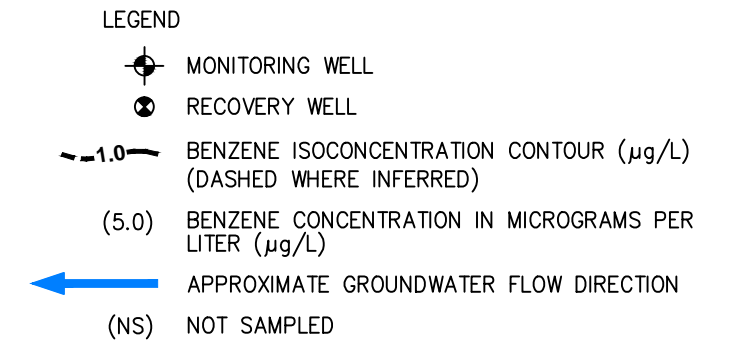 LEGEND
MONITORING WELL
RECOVERY WELL
1.0 BENZENE ISOCONCENTRATION CONTOUR (μg/L)
(DASHED WHERE INFERRED)
(5.0) BENZENE CONCENTRATION IN MICROGRAMS PER
LITER (μg/L)
APPROXIMATE GROUNDWATER FLOW DIRECTION
(NS) NOT SAMPLED